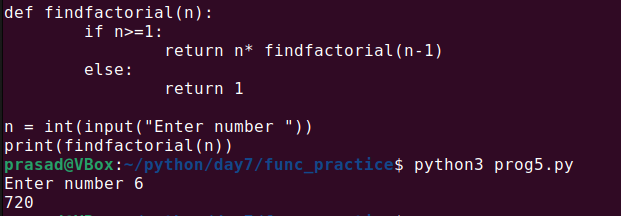 def findfactorial(n):
        if n>=1:
                return n* findfactorial(n-1)
        else:
                return 1

n = int(input("Enter number "))
print(findfactorial(n))
prasad@VBox:~/python/day7/func_practice$ python3 prog5.py
Enter number 6
720